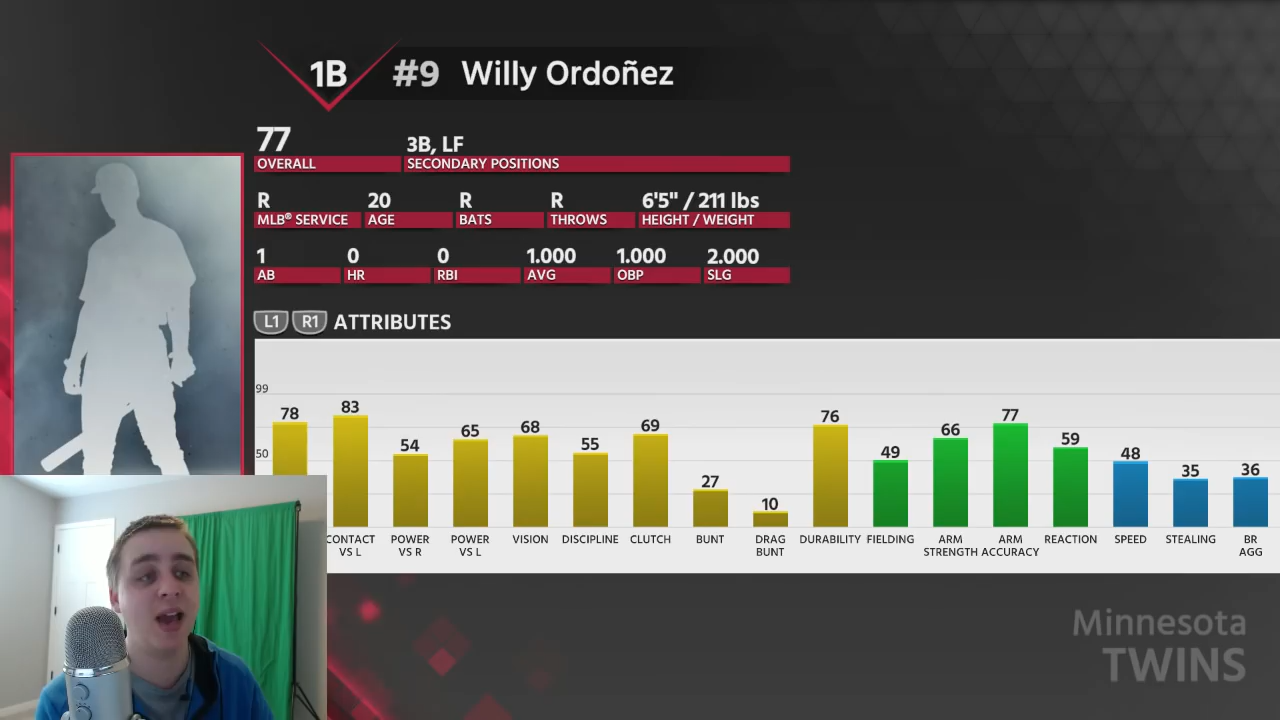 1B #9 Willy Ordoñez
77 3B, LF
OVERALL SECONDARY POSITIONS
R 20 R R 6'5" / 211 lbs
MLB® SERVICE AGE BATS THROWS HEIGHT / WEIGHT
1 0 0 1.000 1.000 2.000
AB HR RBI AVG OBP SLG
L1 R1 ATTRIBUTES
99
50
78 83 54 65 68 55 69 27 10 76 49 66 77 59 48 35 36
CONTACT VS L POWER VS R POWER VS L VISION DISCIPLINE CLUTCH BUNT DRAG BUNT DURABILITY FIELDING ARM STRENGTH ARM ACCURACY REACTION SPEED STEALING BR AGG
Minnesota
TWINS